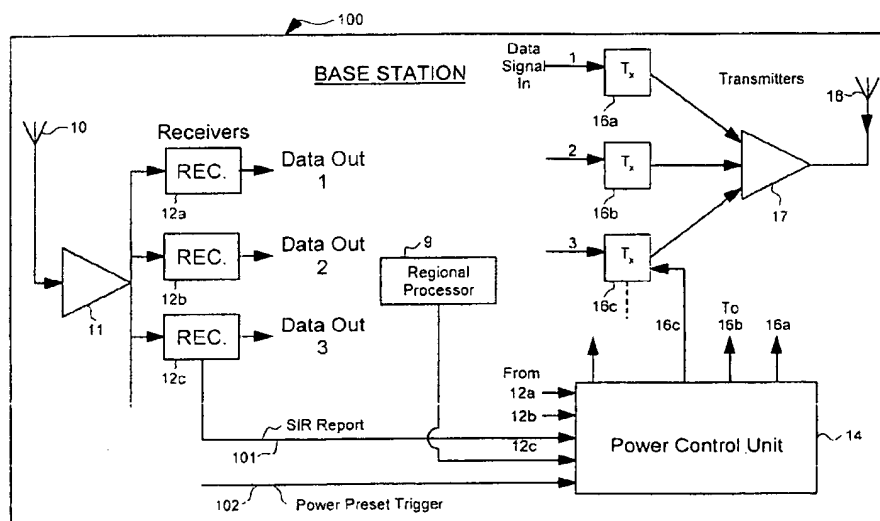 100
BASE STATION
10
Receivers
REC.
12a
Data Out
1
REC.
12b
Data Out
2
REC.
12c
Data Out
3
11
9
Regional
Processor
Data
Signal
In
1
Tx
16a
Transmitters
18
2
Tx
16b
17
3
Tx
16c
16c
To
16b
16a
From
12a
12b
12c
SIR Report
101
102
Power Preset Trigger
Power Control Unit
14